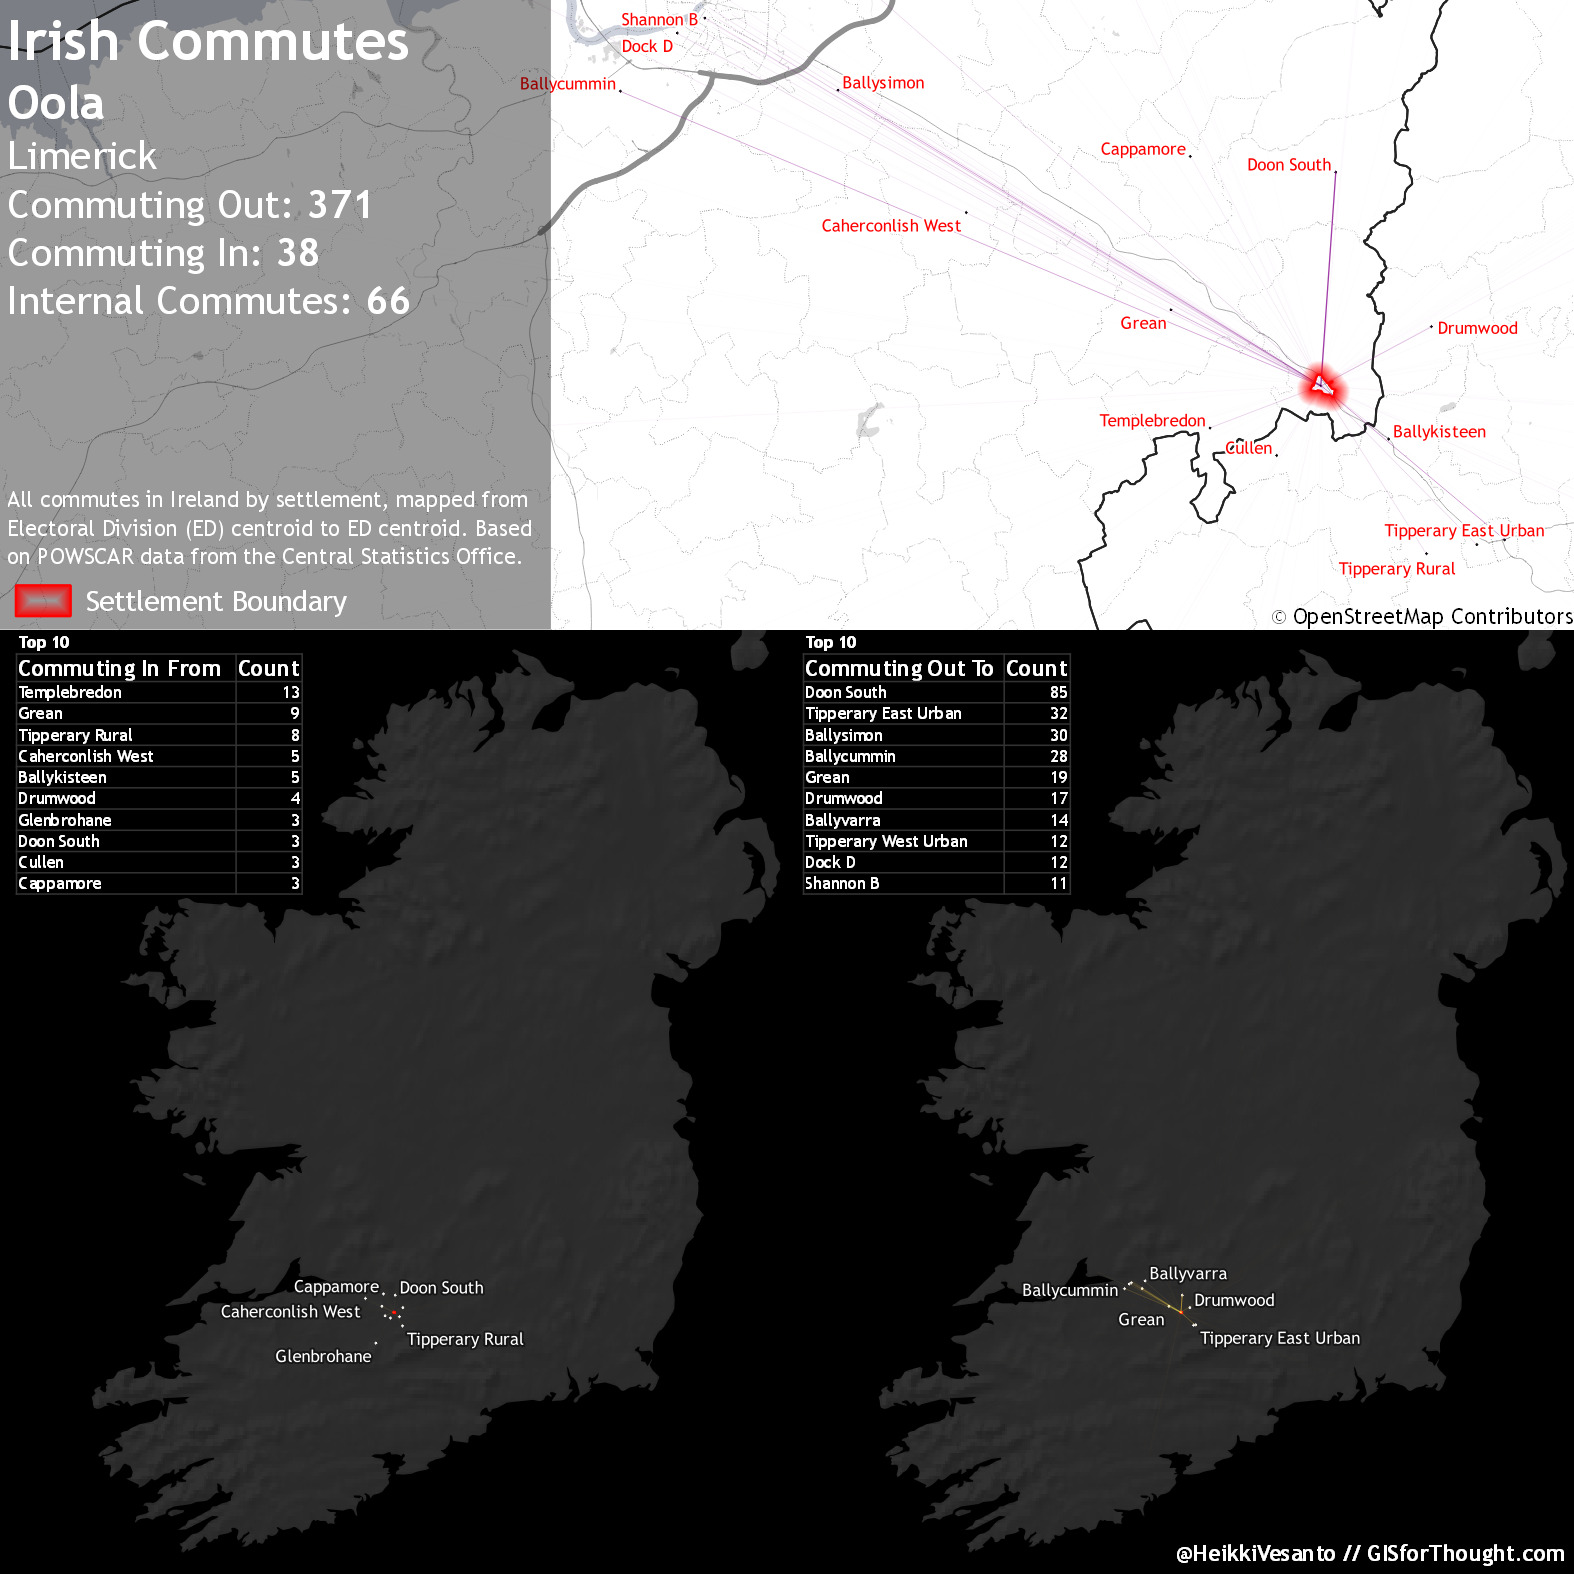 Irish Commutes
Oola
Limerick
Commuting Out: 371
Commuting In: 38
Internal Commutes: 66
All commutes in Ireland by settlement, mapped from
Electoral Division (ED) centroid to ED centroid. Based
on POWSCAR data from the Central Statistics Office.
Settlement Boundary
Shannon B
Dock D
Ballycummin
Ballysimon
Cappamore
Doon South
Caherconlish West
Grean
Drumwood
Templebredon
Cullen
Ballykisteen
Tipperary East Urban
Tipperary Rural
© OpenStreetMap Contributors
Top 10
Commuting In From Count
Templebredon 13
Grean 9
Tipperary Rural 8
Caherconlish West 5
Ballykisteen 5
Drumwood 4
Glenbrohane 3
Doon South 3
Cullen 3
Cappamore 3
Cappamore
Doon South
Caherconlish West
Tipperary Rural
Glenbrohane
Top 10
Commuting Out To Count
Doon South 85
Tipperary East Urban 32
Ballysimon 30
Ballycummin 28
Grean 19
Drumwood 17
Ballyvarra 14
Tipperary West Urban 12
Dock D 12
Shannon B 11
Ballyvarra
Ballycummin
Drumwood
Grean
Tipperary East Urban
@HeikkiVesanto // GISforThought.com